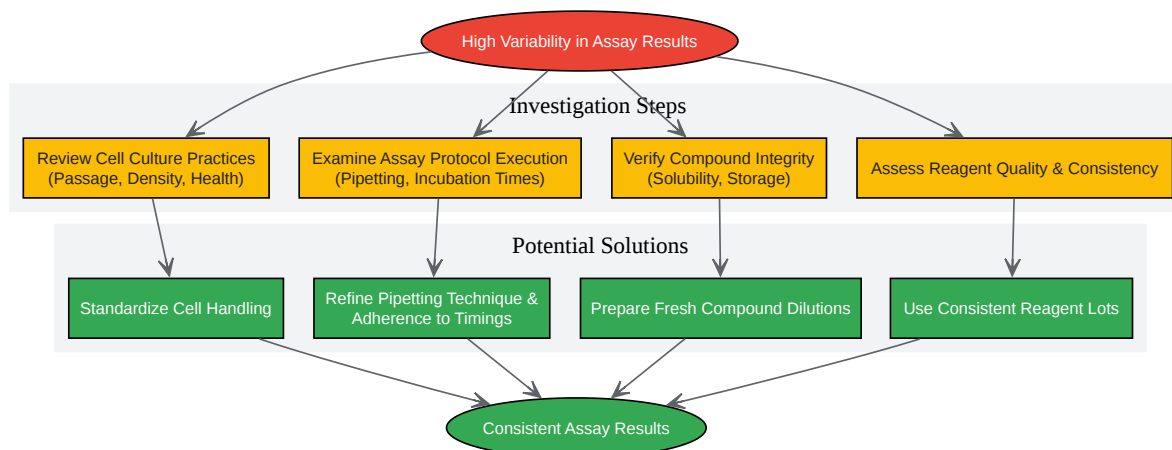 High Variability in Assay Results
Investigation Steps
Review Cell Culture Practices
(Passage, Density, Health)
Examine Assay Protocol Execution
(Pipetting, Incubation Times)
Verify Compound Integrity
(Solubility, Storage)
Assess Reagent Quality & Consistency
Potential Solutions
Standardize Cell Handling
Refine Pipetting Technique &
Adherence to Timings
Prepare Fresh Compound Dilutions
Use Consistent Reagent Lots
Consistent Assay Results